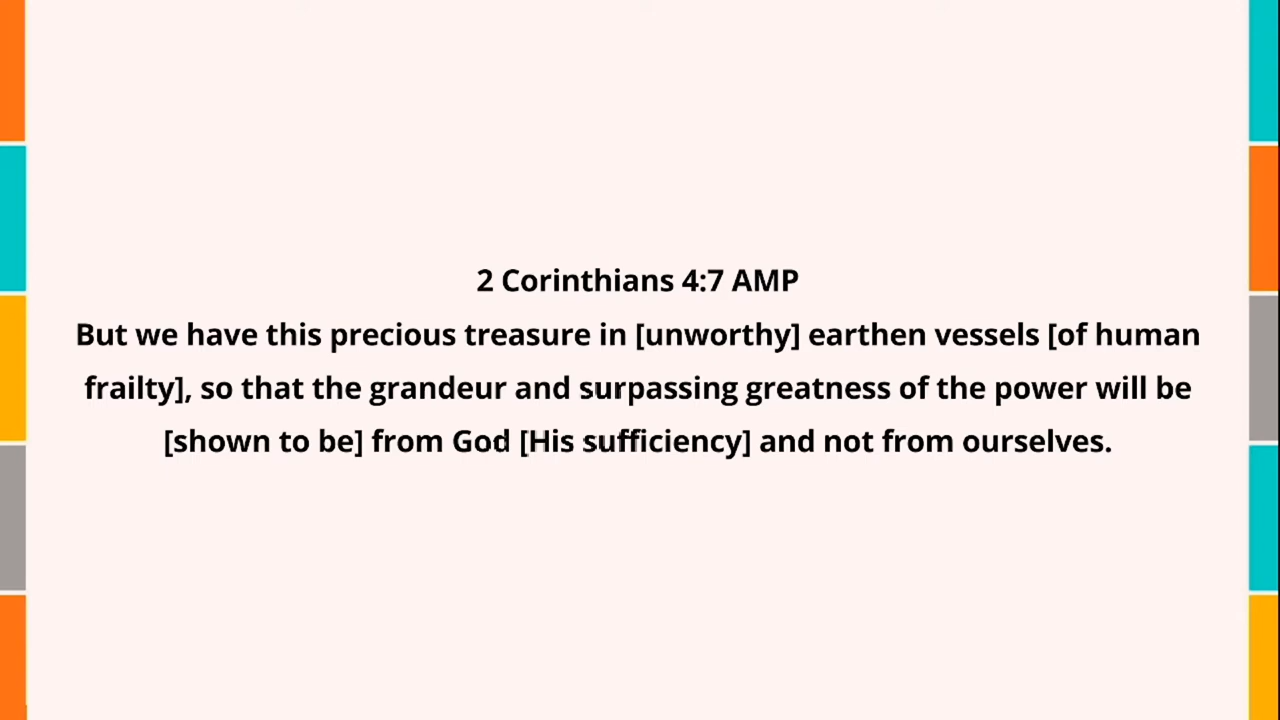 2 Corinthians 4:7 AMP
But we have this precious treasure in [unworthy] earthen vessels [of human
frailty], so that the grandeur and surpassing greatness of the power will be
[shown to be] from God [His sufficiency] and not from ourselves.